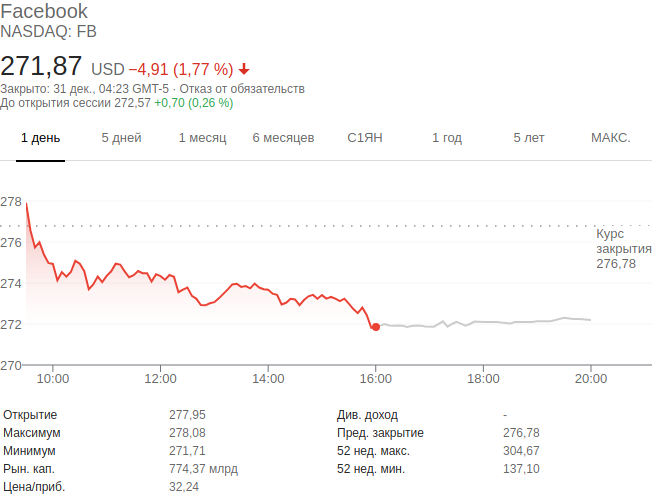 Facebook
NASDAQ: FB
271,87 USD −4,91 (1,77 %)
Закрыто: 31 дек., 04:23 GMT-5 · Отказ от обязательств
До открытия сессии 272,57 +0,70 (0,26 %)
1 день 5 дней 1 месяц 6 месяцев С1ЯН 1 год 5 лет МАКС.
278
276
274
272
270
Курс
закрытия
276,78
10:00 12:00 14:00 16:00 18:00 20:00
Открытие 277,95 Див. доход -
Максимум 278,08 Пред. закрытие 276,78
Минимум 271,71 52 нед. макс. 304,67
Рын. кап. 774,37 млрд 52 нед. мин. 137,10
Цена/приб. 32,24